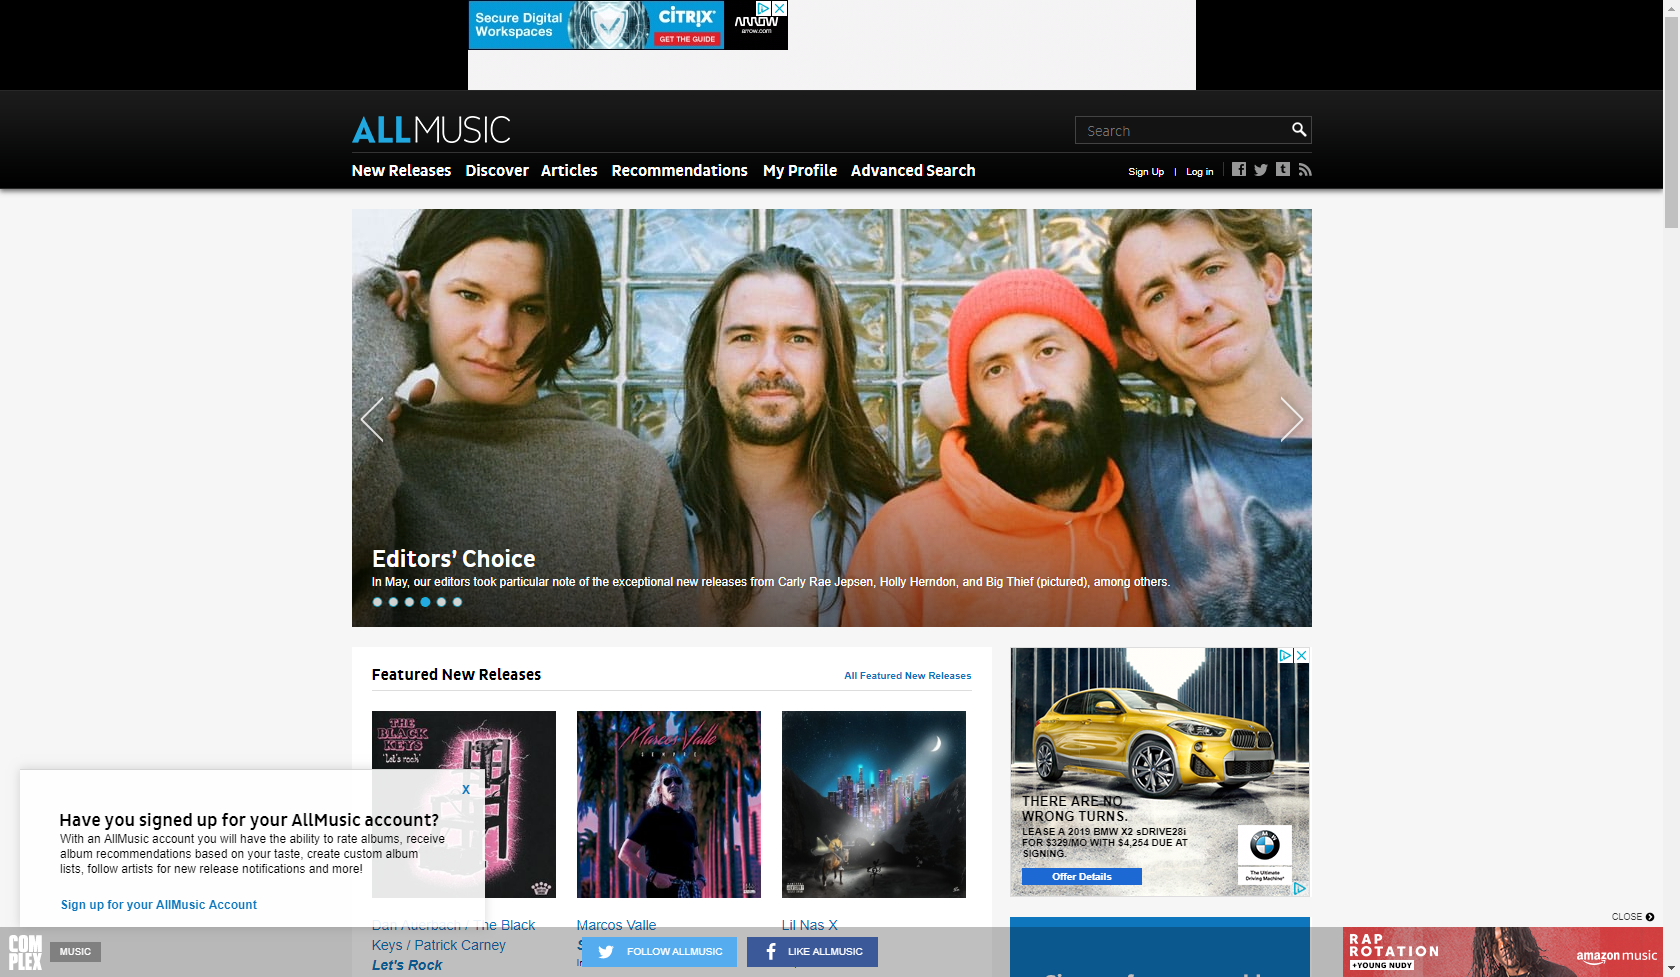 Secure Digital
Workspaces
CITRIX
GET THE GUIDE
ARROW
arrow.com
ALLMUSIC
Search
New Releases
Discover
Articles
Recommendations
My Profile
Advanced Search
Sign Up | Log in
Editors' Choice
In May, our editors took particular note of the exceptional new releases from Carly Rae Jepsen, Holly Herndon, and Big Thief (pictured), among others.
Featured New Releases
All Featured New Releases
THE
BLACK
KEYS
"Let's rock"
Marcos Valle
SEMPRE
X
Have you signed up for your AllMusic account?
With an AllMusic account you will have the ability to rate albums, receive
album recommendations based on your taste, create custom album
lists, follow artists for new release notifications and more!
Sign up for your AllMusic Account
Dan Auerbach / The Black
Keys / Patrick Carney
Let's Rock
Marcos Valle
Lil Nas X
THERE ARE NO
WRONG TURNS.
LEASE A 2019 BMW X2 sDRIVE28i
FOR $329/MO WITH $4,254 DUE AT
SIGNING.
Offer Details
BMW
The Ultimate
Driving Machine®
CLOSE
COM
PLEX
MUSIC
FOLLOW ALLMUSIC
LIKE ALLMUSIC
RAP
ROTATION
+YOUNG NUDY
amazon music